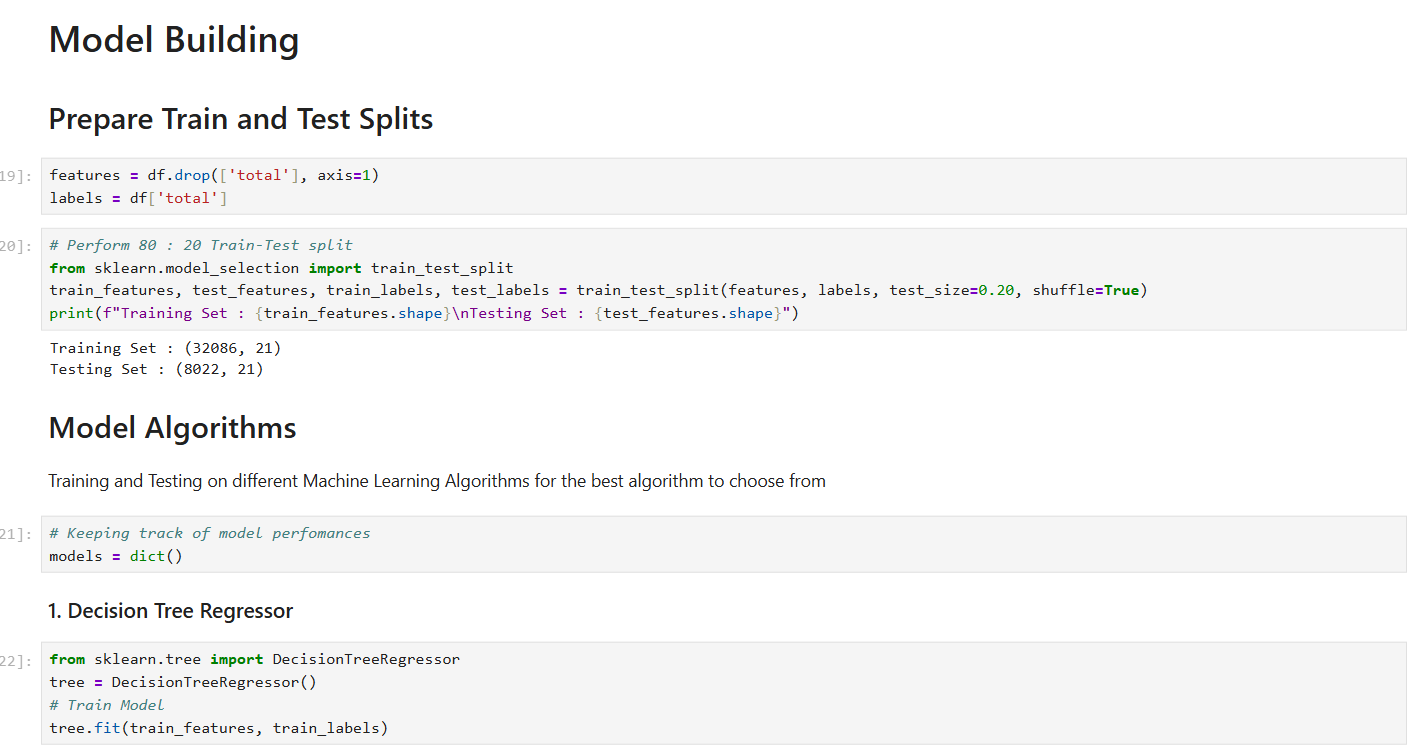 Model Building
Prepare Train and Test Splits
19]:
features = df.drop(['total'], axis=1)
labels = df['total']
20]:
# Perform 80 : 20 Train-Test split
from sklearn.model_selection import train_test_split
train_features, test_features, train_labels, test_labels = train_test_split(features, labels, test_size=0.20, shuffle=True)
print(f"Training Set : {train_features.shape}\nTesting Set : {test_features.shape}")
Training Set : (32086, 21)
Testing Set : (8022, 21)
Model Algorithms
Training and Testing on different Machine Learning Algorithms for the best algorithm to choose from
21]:
# Keeping track of model perfomances
models = dict()
1. Decision Tree Regressor
22]:
from sklearn.tree import DecisionTreeRegressor
tree = DecisionTreeRegressor()
# Train Model
tree.fit(train_features, train_labels)